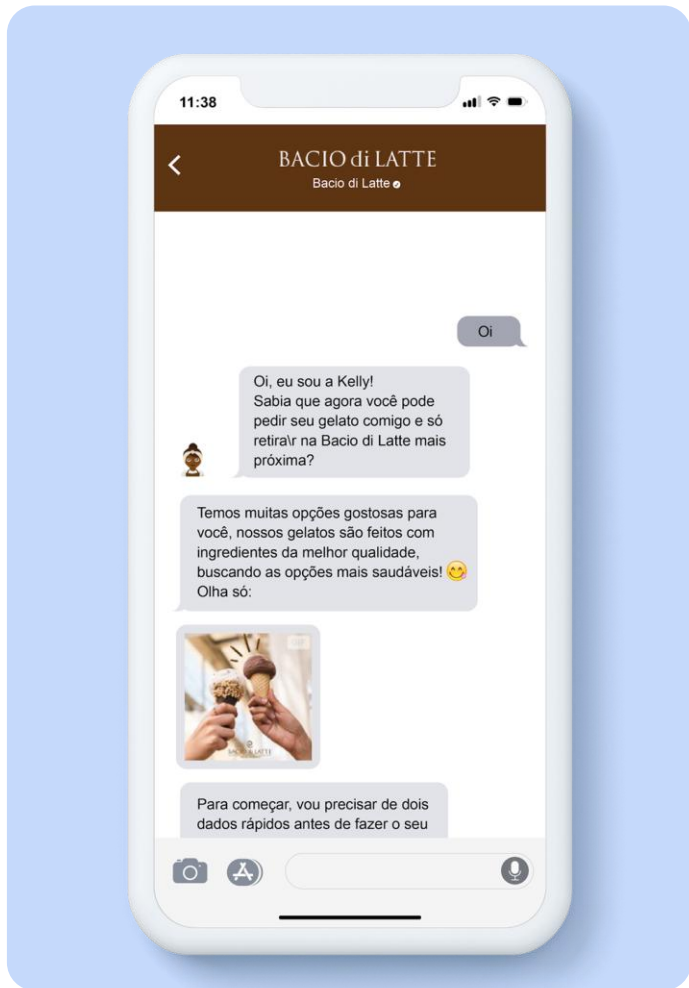 11:38
BACIO di LATTE
Bacio di Latte
Oi
Oi, eu sou a Kelly!
Sabia que agora você pode
pedir seu gelato comigo e só
retira\r na Bacio di Latte mais
próxima?
Temos muitas opções gostosas para
você, nossos gelatos são feitos com
ingredientes da melhor qualidade,
buscando as opções mais saudáveis! 😋
Olha só:
BACIO di LATTE
Para começar, vou precisar de dois
dados rápidos antes de fazer o seu